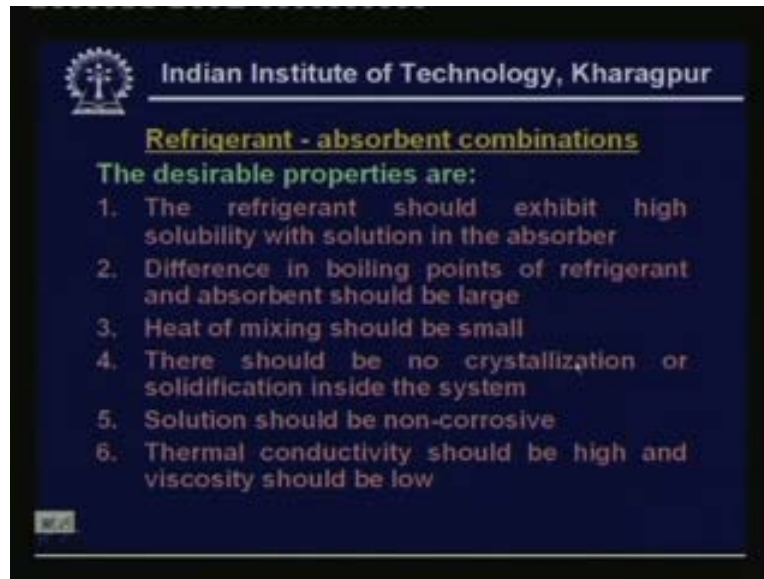 Indian Institute of Technology, Kharagpur
Refrigerant - absorbent combinations
The desirable properties are:
1. The refrigerant should exhibit high
solubility with solution in the absorber
2. Difference in boiling points of refrigerant
and absorbent should be large
3. Heat of mixing should be small
4. There should be no crystallization or
solidification inside the system
5. Solution should be non-corrosive
6. Thermal conductivity should be high and
viscosity should be low